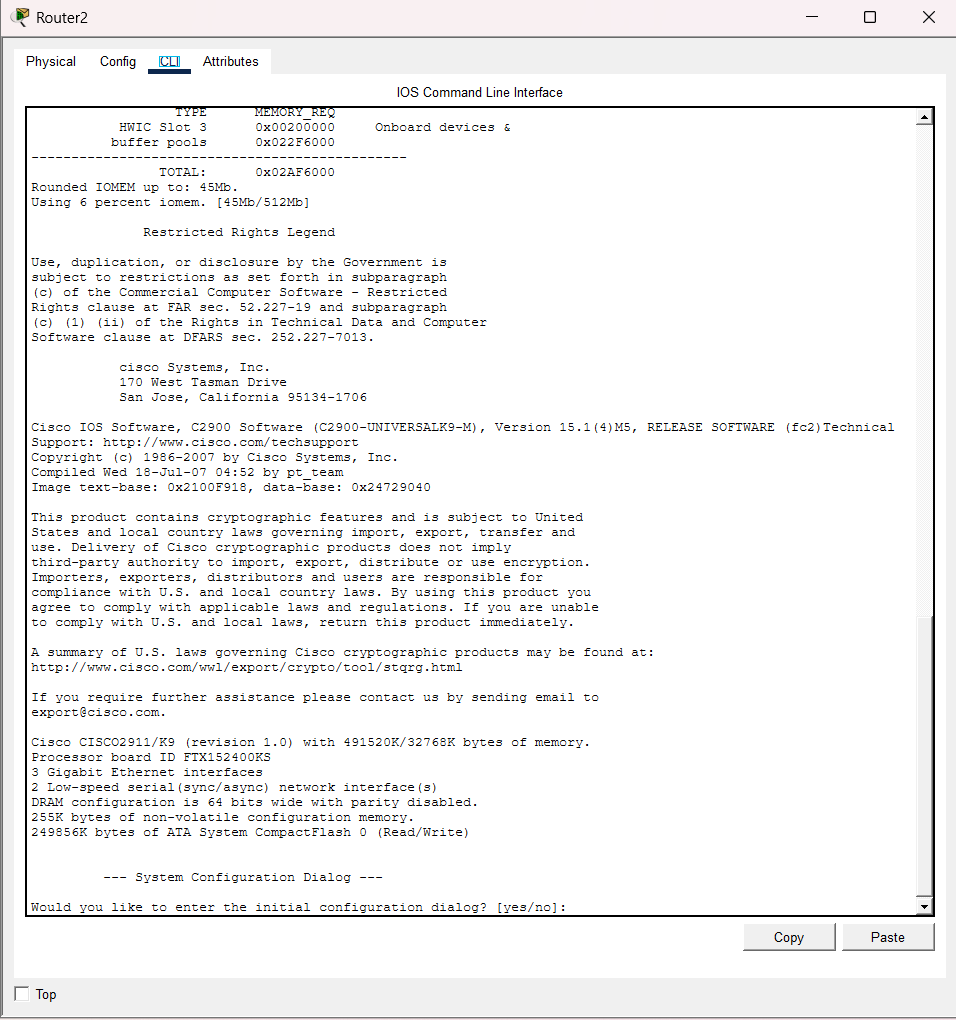 Router2
Physical Config CLI Attributes
IOS Command Line Interface
TYPE MEMORY_REQ
HWIC Slot 3 0x00200000 Onboard devices &
buffer pools 0x022F6000
-----------------------------------------------
TOTAL: 0x02AF6000
Rounded IOMEM up to: 45Mb.
Using 6 percent iomem. [45Mb/512Mb]
Restricted Rights Legend
Use, duplication, or disclosure by the Government is
subject to restrictions as set forth in subparagraph
(c) of the Commercial Computer Software - Restricted
Rights clause at FAR sec. 52.227-19 and subparagraph
(c) (1) (ii) of the Rights in Technical Data and Computer
Software clause at DFARS sec. 252.227-7013.
cisco Systems, Inc.
170 West Tasman Drive
San Jose, California 95134-1706
Cisco IOS Software, C2900 Software (C2900-UNIVERSALK9-M), Version 15.1(4)M5, RELEASE SOFTWARE (fc2)Technical
Support: http://www.cisco.com/techsupport
Copyright (c) 1986-2007 by Cisco Systems, Inc.
Compiled Wed 18-Jul-07 04:52 by pt_team
Image text-base: 0x2100F918, data-base: 0x24729040
This product contains cryptographic features and is subject to United
States and local country laws governing import, export, transfer and
use. Delivery of Cisco cryptographic products does not imply
third-party authority to import, export, distribute or use encryption.
Importers, exporters, distributors and users are responsible for
compliance with U.S. and local country laws. By using this product you
agree to comply with applicable laws and regulations. If you are unable
to comply with U.S. and local laws, return this product immediately.
A summary of U.S. laws governing Cisco cryptographic products may be found at:
http://www.cisco.com/wwl/export/crypto/tool/stqrg.html
If you require further assistance please contact us by sending email to
export@cisco.com.
Cisco CISCO2911/K9 (revision 1.0) with 491520K/32768K bytes of memory.
Processor board ID FTX152400KS
3 Gigabit Ethernet interfaces
2 Low-speed serial(sync/async) network interface(s)
DRAM configuration is 64 bits wide with parity disabled.
255K bytes of non-volatile configuration memory.
249856K bytes of ATA System CompactFlash 0 (Read/Write)
--- System Configuration Dialog ---
Would you like to enter the initial configuration dialog? [yes/no]:
Copy Paste
Top